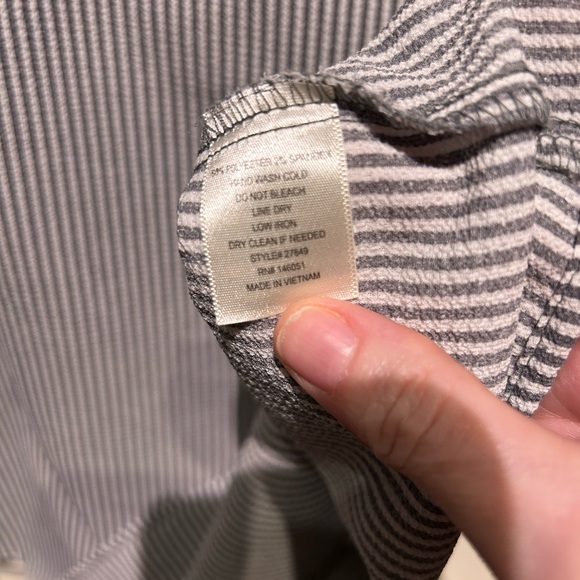 POLYESTER 2% SPANDEX
HAND WASH COLD
DO NOT BLEACH
LINE DRY
LOW IRON
DRY CLEAN IF NEEDED
STYLE# 27649
RN# 146051
MADE IN VIETNAM